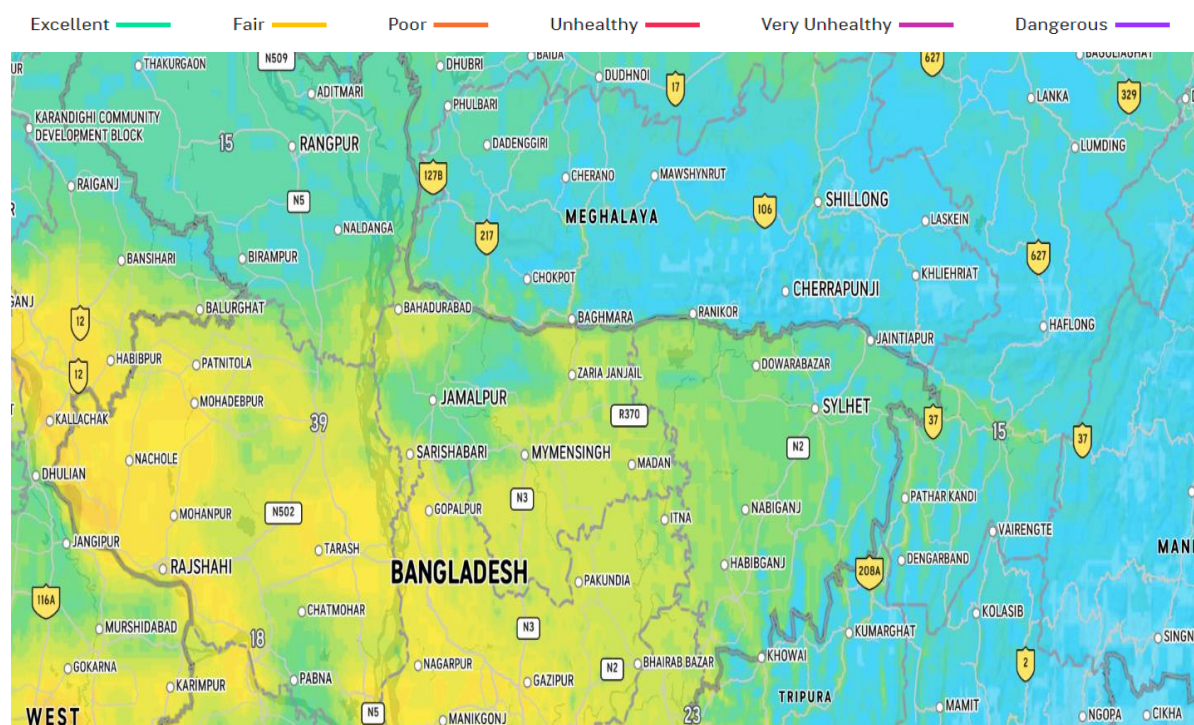 Excellent
Fair
Poor
Unhealthy
Very Unhealthy
Dangerous
THAKURGAON
N509
DHUBRI
BAIDA
DUDHNOI
627
BAGULIAGHAT
ADITMARI
PHULBARI
17
LANKA
329
KARANDIGHI COMMUNITY
DEVELOPMENT BLOCK
15
RANGPUR
DADENGGIRI
LUMDING
127B
CHERANO
MAWSHYNRUT
RAIGANJ
N5
MEGHALAYA
106
SHILLONG
LASKEIN
NALDANGA
217
BANSIHARI
BIRAMPUR
627
CHOKPOT
KHLIEHRIAT
CHERRAPUNJI
GANJ
BALURGHAT
BAHADURABAD
BAGHMARA
RANIKOR
12
HAFLONG
JAINTIAPUR
HABIBPUR
PATNITOLA
DOWARABAZAR
12
ZARIA JANJAIL
MOHADEBPUR
JAMALPUR
R370
SYLHET
KALLACHAK
39
37
15
37
NACHOLE
SARISHABARI
MYMENSINGH
MADAN
N2
DHULIAN
N3
PATHAR KANDI
MOHANPUR
N502
GOPALPUR
ITNA
NABIGANJ
VAIRENGTE
JANGIPUR
TARASH
MANI
RAJSHAHI
BANGLADESH
PAKUNDIA
HABIBGANJ
208A
DENGARBAND
116A
CHATMOHAR
KOLASIB
MURSHIDABAD
18
N3
KUMARGHAT
SINGN
GOKARNA
NAGARPUR
N2
BHAIRAB BAZAR
KHOWAI
2
KARIMPUR
PABNA
GAZIPUR
TRIPURA
WEST
N5
MANIKGONJ
23
MAMIT
NGOPA
CIKHA